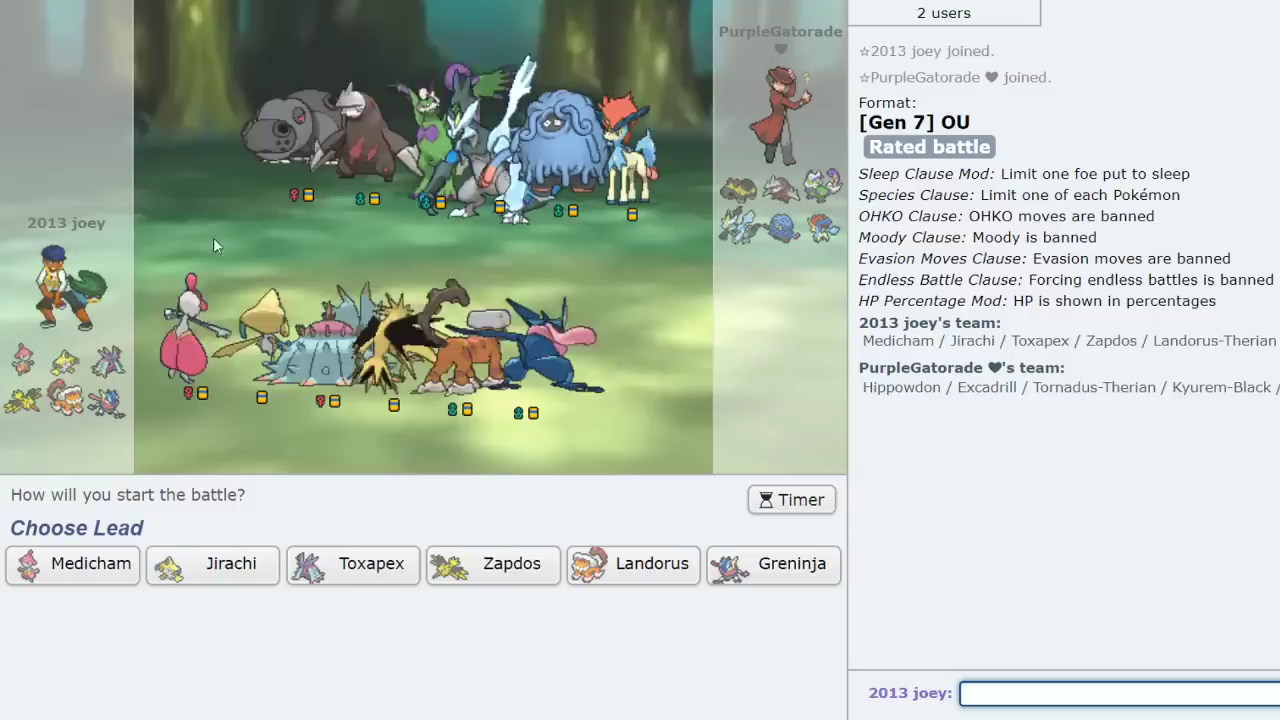 2 users
PurpleGatorade
☆2013 joey joined.
☆PurpleGatorade ♥ joined.
Format:
[Gen 7] OU
Rated battle
Sleep Clause Mod: Limit one foe put to sleep
Species Clause: Limit one of each Pokémon
OHKO Clause: OHKO moves are banned
Moody Clause: Moody is banned
Evasion Moves Clause: Evasion moves are banned
Endless Battle Clause: Forcing endless battles is banned
HP Percentage Mod: HP is shown in percentages
2013 joey's team:
Medicham / Jirachi / Toxapex / Zapdos / Landorus-Therian
PurpleGatorade ♥'s team:
Hippowdon / Excadrill / Tornadus-Therian / Kyurem-Black /
2013 joey
How will you start the battle?
Timer
Choose Lead
Medicham
Jirachi
Toxapex
Zapdos
Landorus
Greninja
2013 joey: